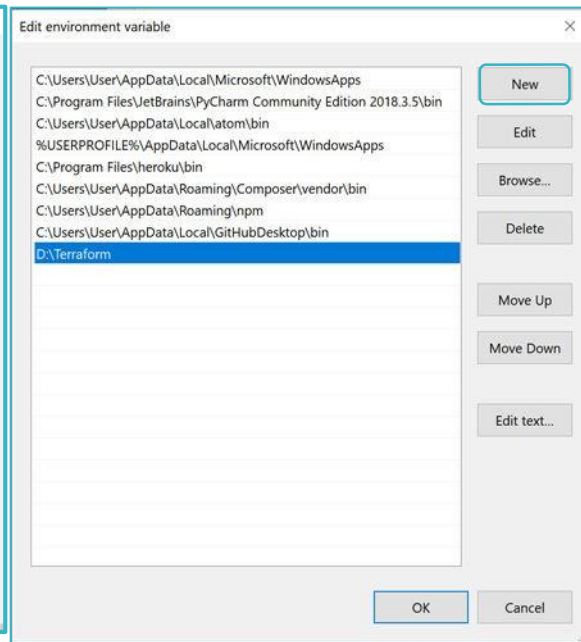 Edit environment variable
C:\Users\User\AppData\Local\Microsoft\WindowsApps
C:\Program Files\JetBrains\PyCharm Community Edition 2018.3.5\bin
C:\Users\User\AppData\Local\atom\bin
%USERPROFILE%\AppData\Local\Microsoft\WindowsApps
C:\Program Files\heroku\bin
C:\Users\User\AppData\Roaming\Composer\vendor\bin
C:\Users\User\AppData\Roaming\npm
C:\Users\User\AppData\Local\GitHubDesktop\bin
D:\Terraform
New
Edit
Browse...
Delete
Move Up
Move Down
Edit text...
OK
Cancel